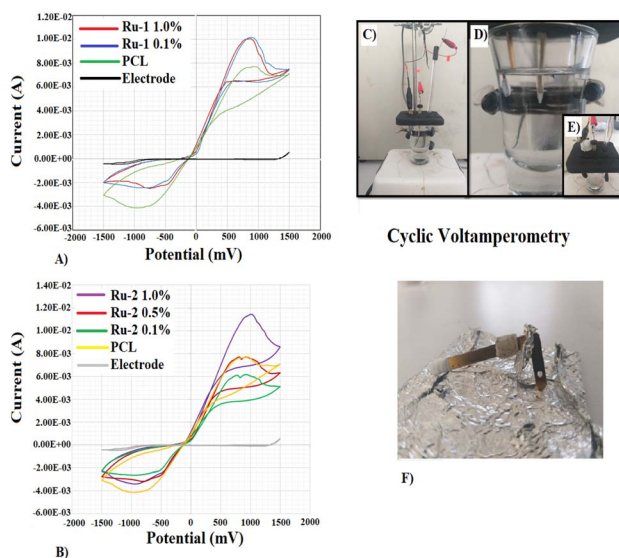 1.20E-02
1.00E-02
8.00E-03
6.00E-03
4.00E-03
2.00E-03
0.00E+00
-2.00E-03
-4.00E-03
-6.00E-03
Current (A)
Ru-1 1.0%
Ru-1 0.1%
PCL
Electrode
-2000 -1500 -1000 -500 0 500 1000 1500 2000
Potential (mV)
A)
1.40E-02
1.20E-02
1.00E-02
8.00E-03
6.00E-03
4.00E-03
2.00E-03
0.00E+00
-2.00E-03
-4.00E-03
-6.00E-03
Current (A)
Ru-2 1.0%
Ru-2 0.5%
Ru-2 0.1%
PCL
Electrode
-2000 -1500 -1000 -500 0 500 1000 1500 2000
Potential (mV)
B)
C)
D)
E)
Cyclic Voltamperometry
F)